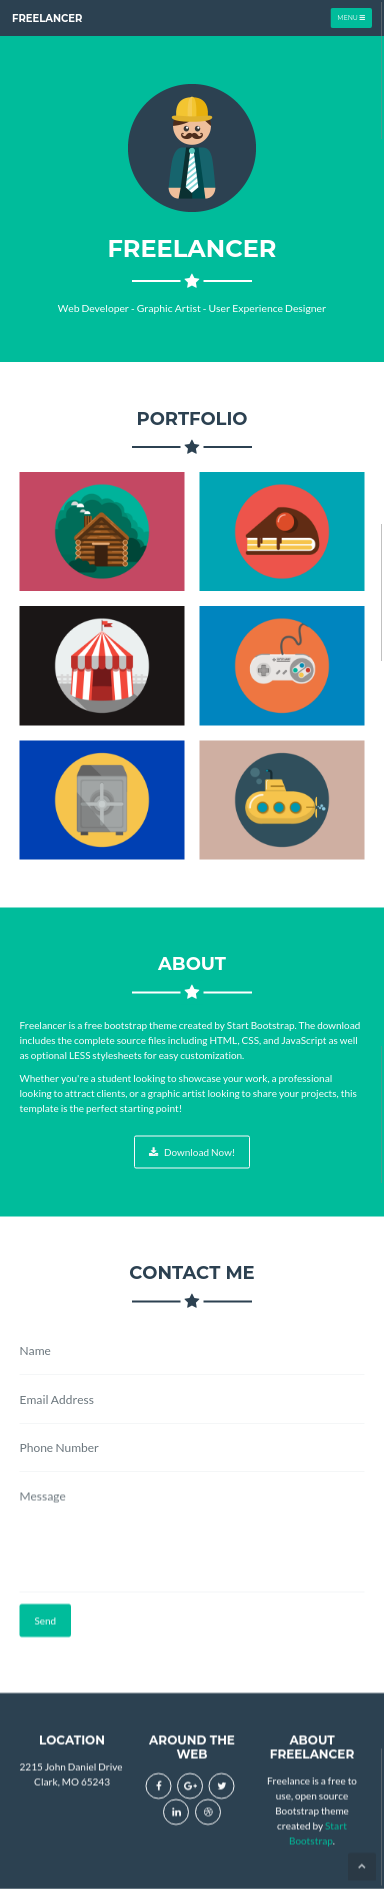 FREELANCER
MENU
FREELANCER
Web Developer - Graphic Artist - User Experience Designer
PORTFOLIO
ABOUT
Freelancer is a free bootstrap theme created by Start Bootstrap. The download
includes the complete source files including HTML, CSS, and JavaScript as well
as optional LESS stylesheets for easy customization.
Whether you're a student looking to showcase your work, a professional
looking to attract clients, or a graphic artist looking to share your projects, this
template is the perfect starting point!
Download Now!
CONTACT ME
Name
Email Address
Phone Number
Message
Send
LOCATION
2215 John Daniel Drive
Clark, MO 65243
AROUND THE
WEB
ABOUT
FREELANCER
Freelance is a free to
use, open source
Bootstrap theme
created by Start
Bootstrap.